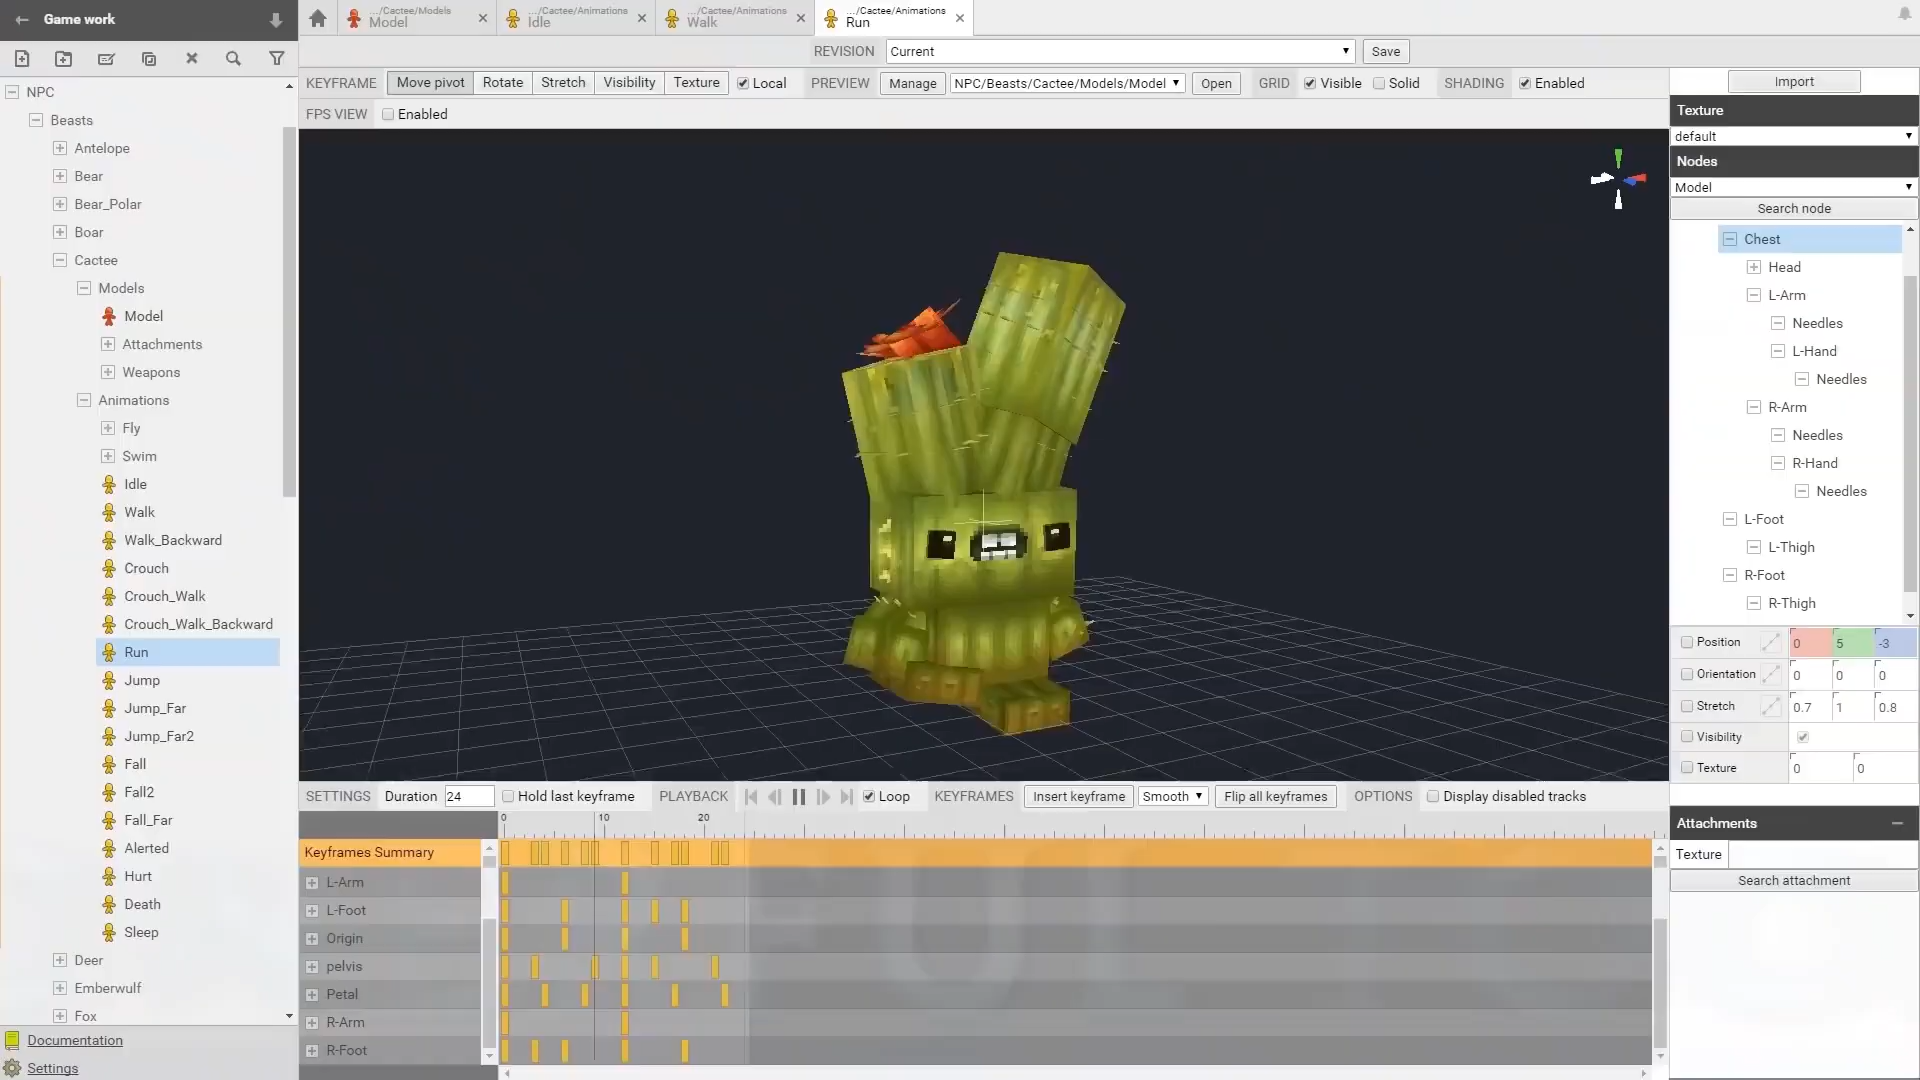 Game work
.../Cactee/Models
Model
.../Cactee/Animations
Idle
.../Cactee/Animations
Walk
.../Cactee/Animations
Run
REVISION Current Save
KEYFRAME Move pivot Rotate Stretch Visibility Texture Local PREVIEW Manage NPC/Beasts/Cactee/Models/Model Open GRID Visible Solid SHADING Enabled
FPS VIEW Enabled
NPC
Beasts
Antelope
Bear
Bear_Polar
Boar
Cactee
Models
Model
Attachments
Weapons
Animations
Fly
Swim
Idle
Walk
Walk_Backward
Crouch
Crouch_Walk
Crouch_Walk_Backward
Run
Jump
Jump_Far
Jump_Far2
Fall
Fall2
Fall_Far
Alerted
Hurt
Death
Sleep
Deer
Emberwulf
Fox
Documentation
Settings
Import
Texture
default
Nodes
Model
Search node
Chest
Head
L-Arm
Needles
L-Hand
Needles
R-Arm
Needles
R-Hand
Needles
L-Foot
L-Thigh
R-Foot
R-Thigh
Position 0 5 -3
Orientation 0 0 0
Stretch 0.7 1 0.8
Visibility
Texture 0 0
Attachments
Texture
Search attachment
SETTINGS Duration 24 Hold last keyframe PLAYBACK Loop KEYFRAMES Insert keyframe Smooth Flip all keyframes OPTIONS Display disabled tracks
0 10 20
Keyframes Summary
L-Arm
L-Foot
Origin
pelvis
Petal
R-Arm
R-Foot